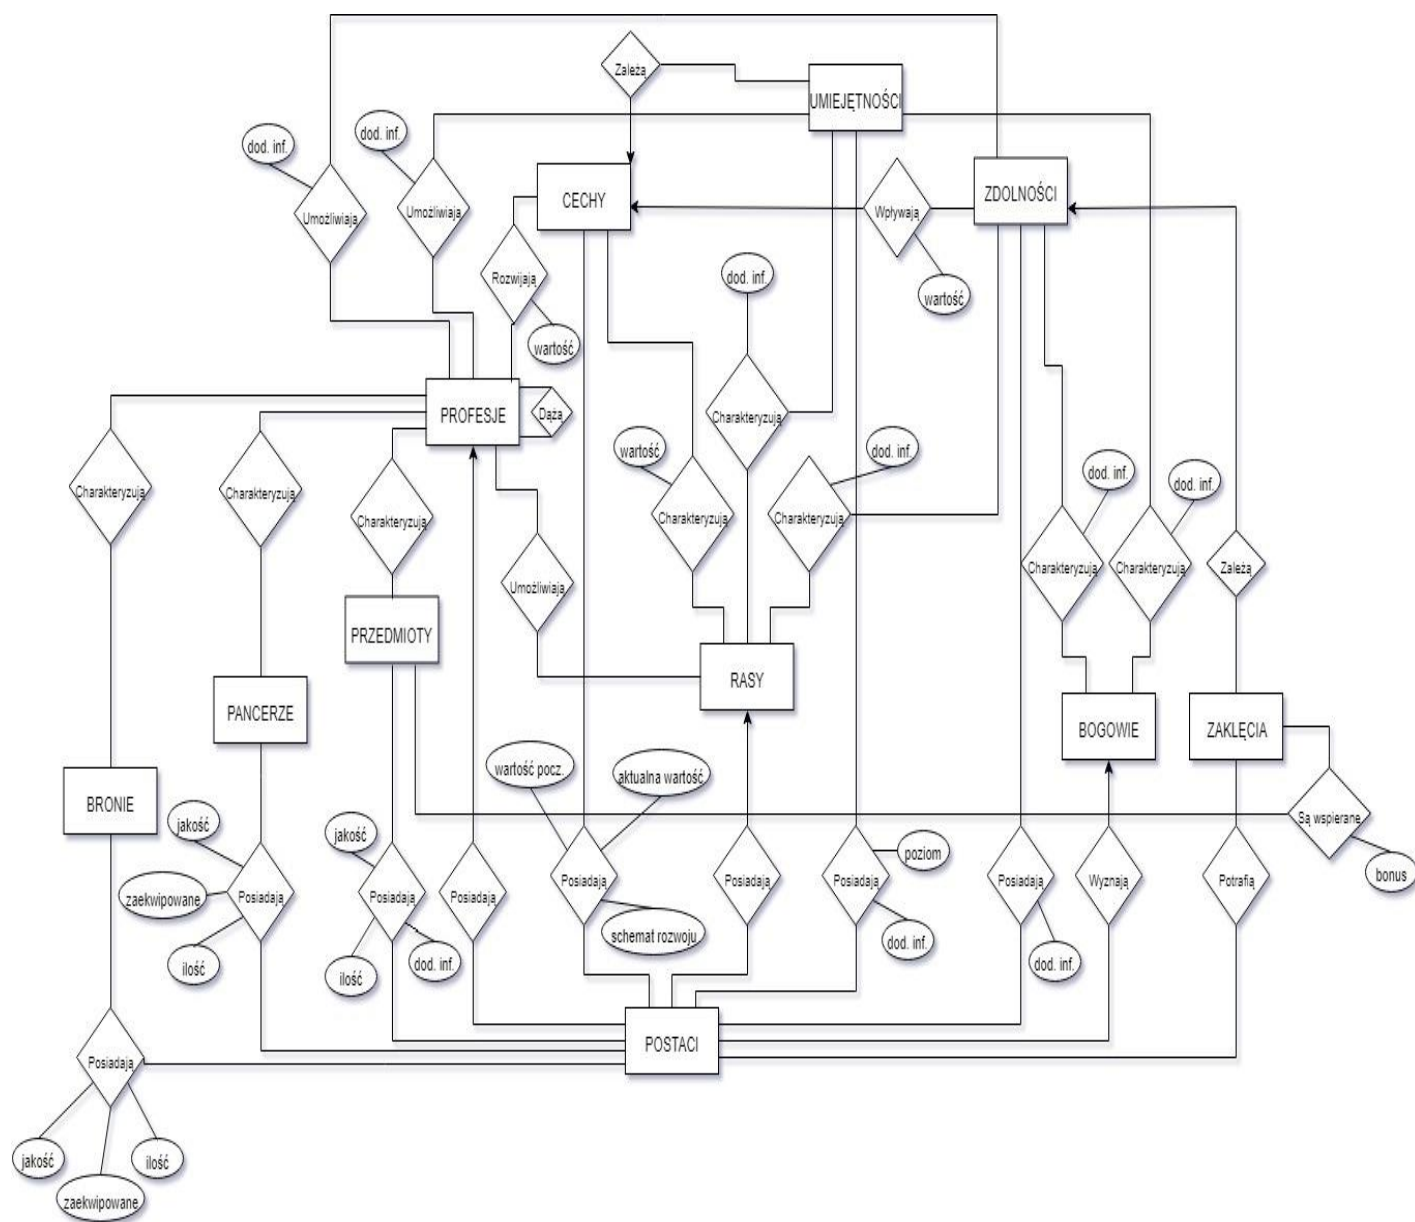 Zależą
UMIEJĘTNOŚCI
dod. inf.
dod. inf.
Umożliwiają
Umożliwiają
CECHY
Wpływają
ZDOLNOŚCI
Rozwijają
dod. inf.
wartość
wartość
PROFESJE
Dążą
Charakteryzują
wartość
dod. inf.
dod. inf.
dod. inf.
Charakteryzują
Charakteryzują
Charakteryzują
Charakteryzują
Charakteryzują
Charakteryzują
Charakteryzują
Zależą
Umożliwiają
PRZEDMIOTY
RASY
PANCERZE
BOGOWIE
ZAKLĘCIA
wartość pocz.
aktualna wartość
BRONIE
jakość
jakość
Są wspierane
poziom
bonus
Posiadają
Posiadają
Posiadają
Posiadają
Posiadają
Posiadają
Posiadają
Wyznają
Potrafią
zaekwipowane
schemat rozwoju
dod. inf.
ilość
ilość
dod. inf.
dod. inf.
POSTACI
Posiadają
jakość
ilość
zaekwipowane